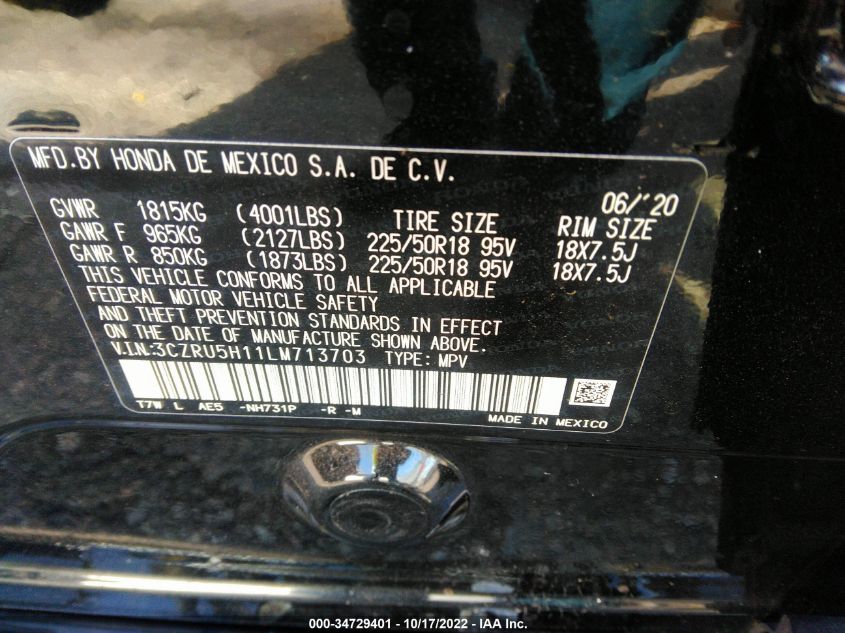 MFD.BY HONDA DE MEXICO S.A. DE C.V.
06/'20
GVWR 1815KG (4001LBS) TIRE SIZE RIM SIZE
GAWR F 965KG (2127LBS) 225/50R18 95V 18X7.5J
GAWR R 850KG (1873LBS) 225/50R18 95V 18X7.5J
THIS VEHICLE CONFORMS TO ALL APPLICABLE
FEDERAL MOTOR VEHICLE SAFETY
AND THEFT PREVENTION STANDARDS IN EFFECT
ON THE DATE OF MANUFACTURE SHOWN ABOVE.
V.I.N:3CZRU5H11LM713703 TYPE: MPV
T7W L AE5 -NH731P -R -M
MADE IN MEXICO
000-34729401 - 10/17/2022 - IAA Inc.